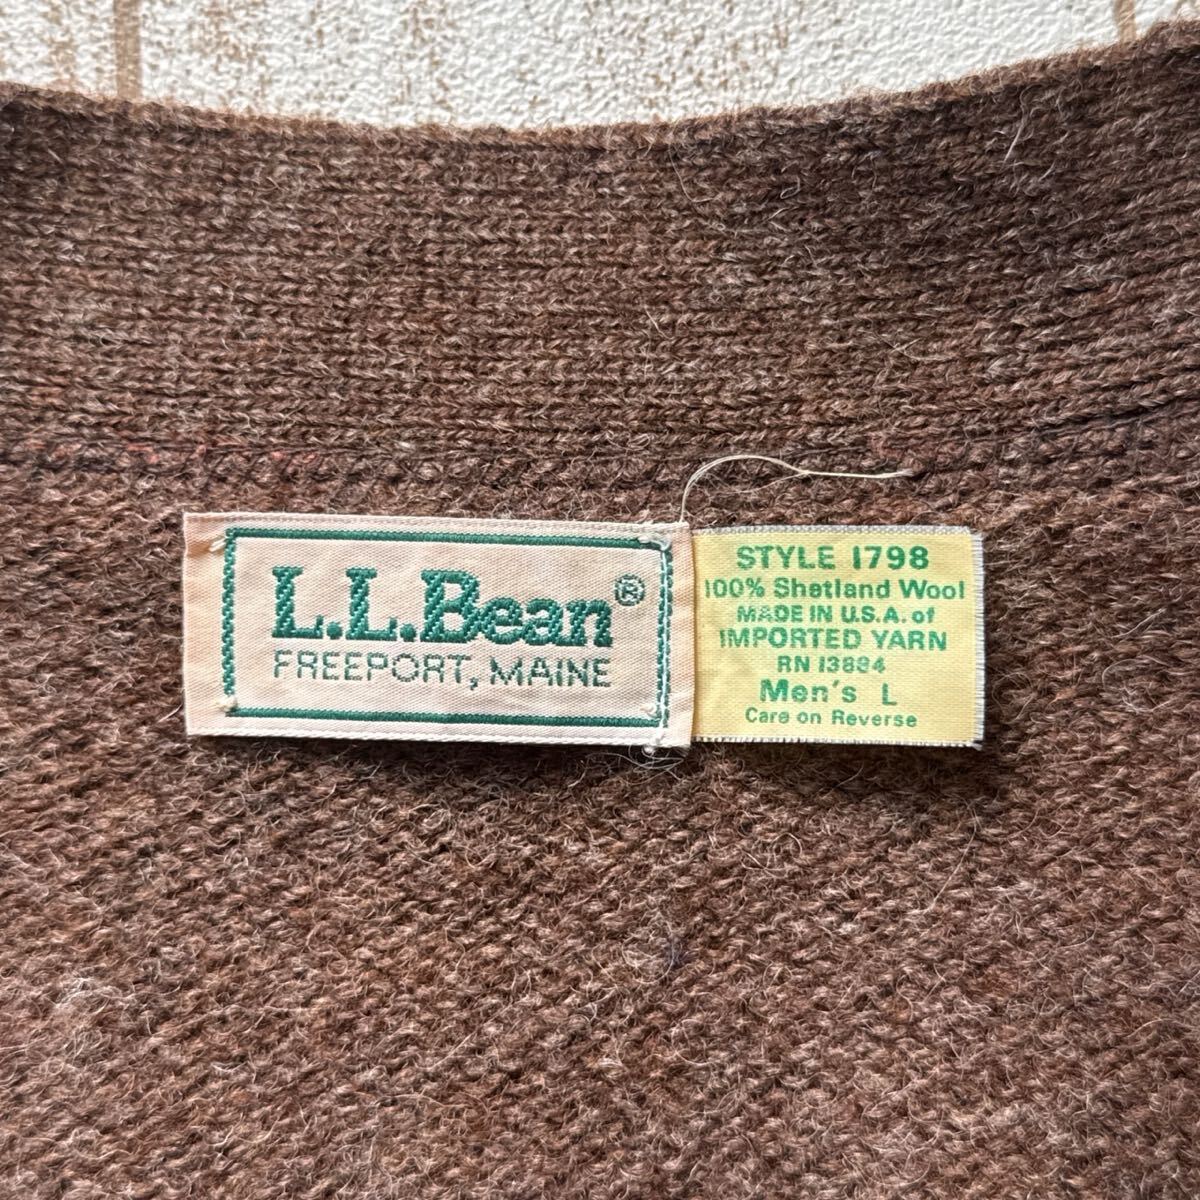 L.L.Bean®
FREEPORT, MAINE
STYLE 1798
100% Shetland Wool
MADE IN U.S.A. of
IMPORTED YARN
RN 13884
Men's L
Care on Reverse